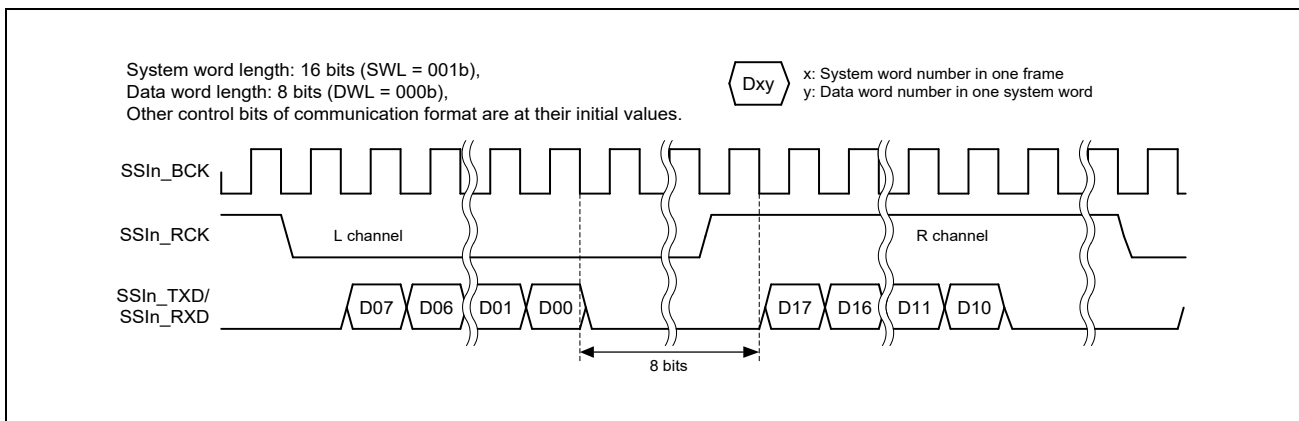 System word length: 16 bits (SWL = 001b),
Data word length: 8 bits (DWL = 000b),
Other control bits of communication format are at their initial values.
Dxy
x: System word number in one frame
y: Data word number in one system word
SSIn_BCK
SSIn_RCK
L channel
R channel
SSIn_TXD/
SSIn_RXD
D07 D06 D01 D00 D17 D16 D11 D10
8 bits